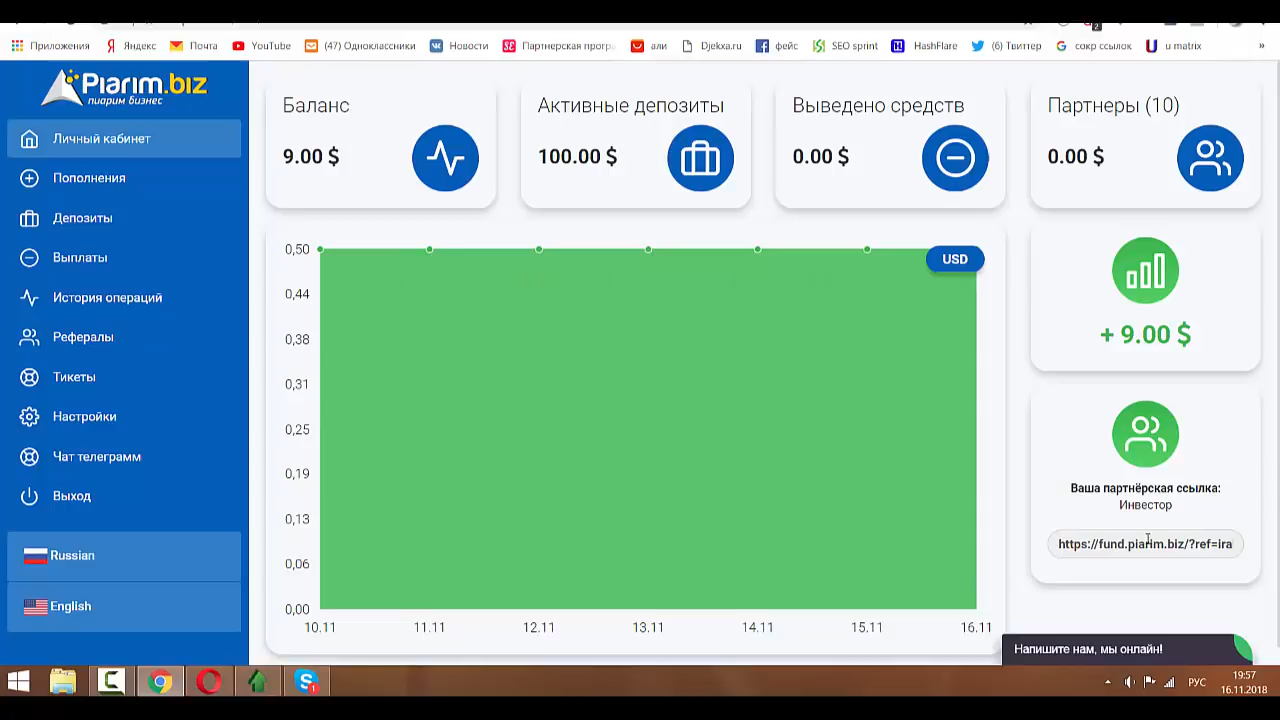 Приложения
Яндекс
Почта
YouTube
(47) Одноклассники
Новости
Партнерская прогр
али
Djekxa.ru
фейс
SEO sprint
HashFlare
(6) Твиттер
сокр ссылок
u matrix
»
2
Piarim.biz
пиарим бизнес
Личный кабинет
Пополнения
Депозиты
Выплаты
История операций
Рефералы
Тикеты
Настройки
Чат телеграмм
Выход
Russian
English
Баланс
9.00 $
Активные депозиты
100.00 $
Выведено средств
0.00 $
Партнеры (10)
0.00 $
0,50
0,44
0,38
0,31
0,25
0,19
0,13
0,06
0,00
10.11
11.11
12.11
13.11
14.11
15.11
16.11
USD
+ 9.00 $
Ваша партнёрская ссылка:
Инвестор
https://fund.piarim.biz/?ref=ira
Напишите нам, мы онлайн!
1
РУС
19:57
16.11.2018